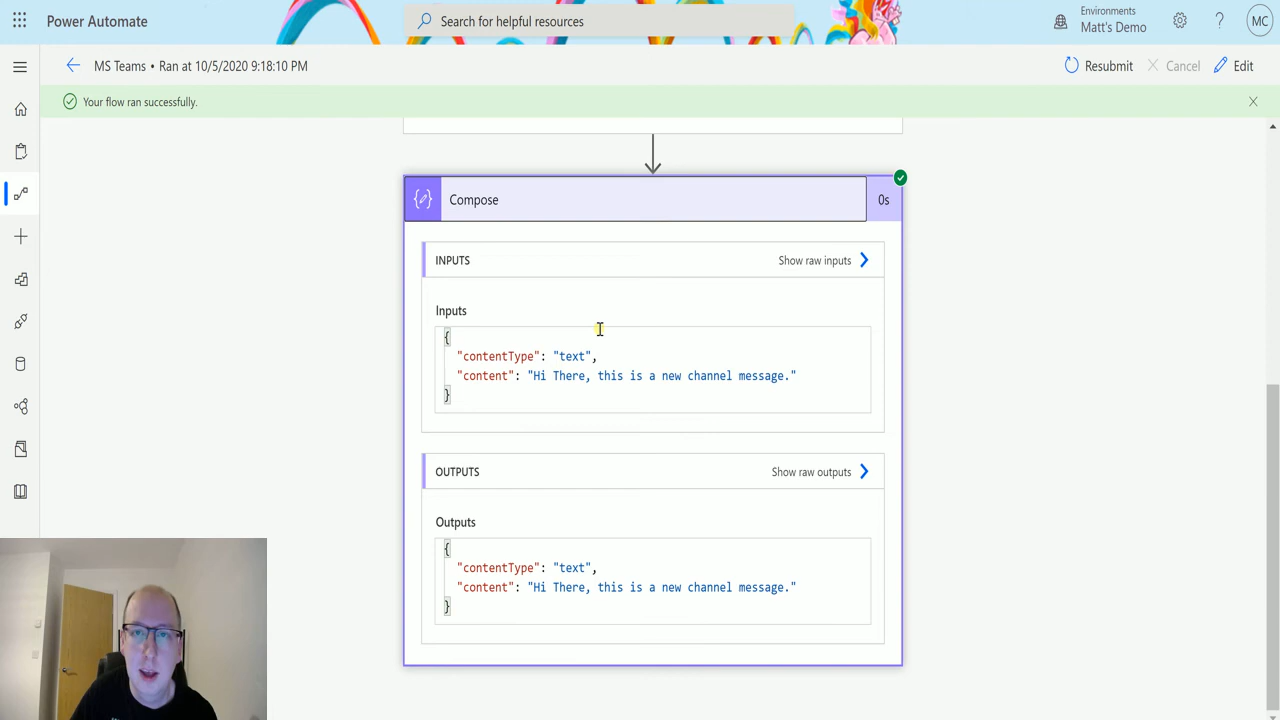 Power Automate
Search for helpful resources
Environments
Matt's Demo
MC
MS Teams • Ran at 10/5/2020 9:18:10 PM
Resubmit
Cancel
Edit
Your flow ran successfully.
Compose
0s
INPUTS
Show raw inputs
Inputs
{
"contentType": "text",
"content": "Hi There, this is a new channel message."
}
OUTPUTS
Show raw outputs
Outputs
{
"contentType": "text",
"content": "Hi There, this is a new channel message."
}